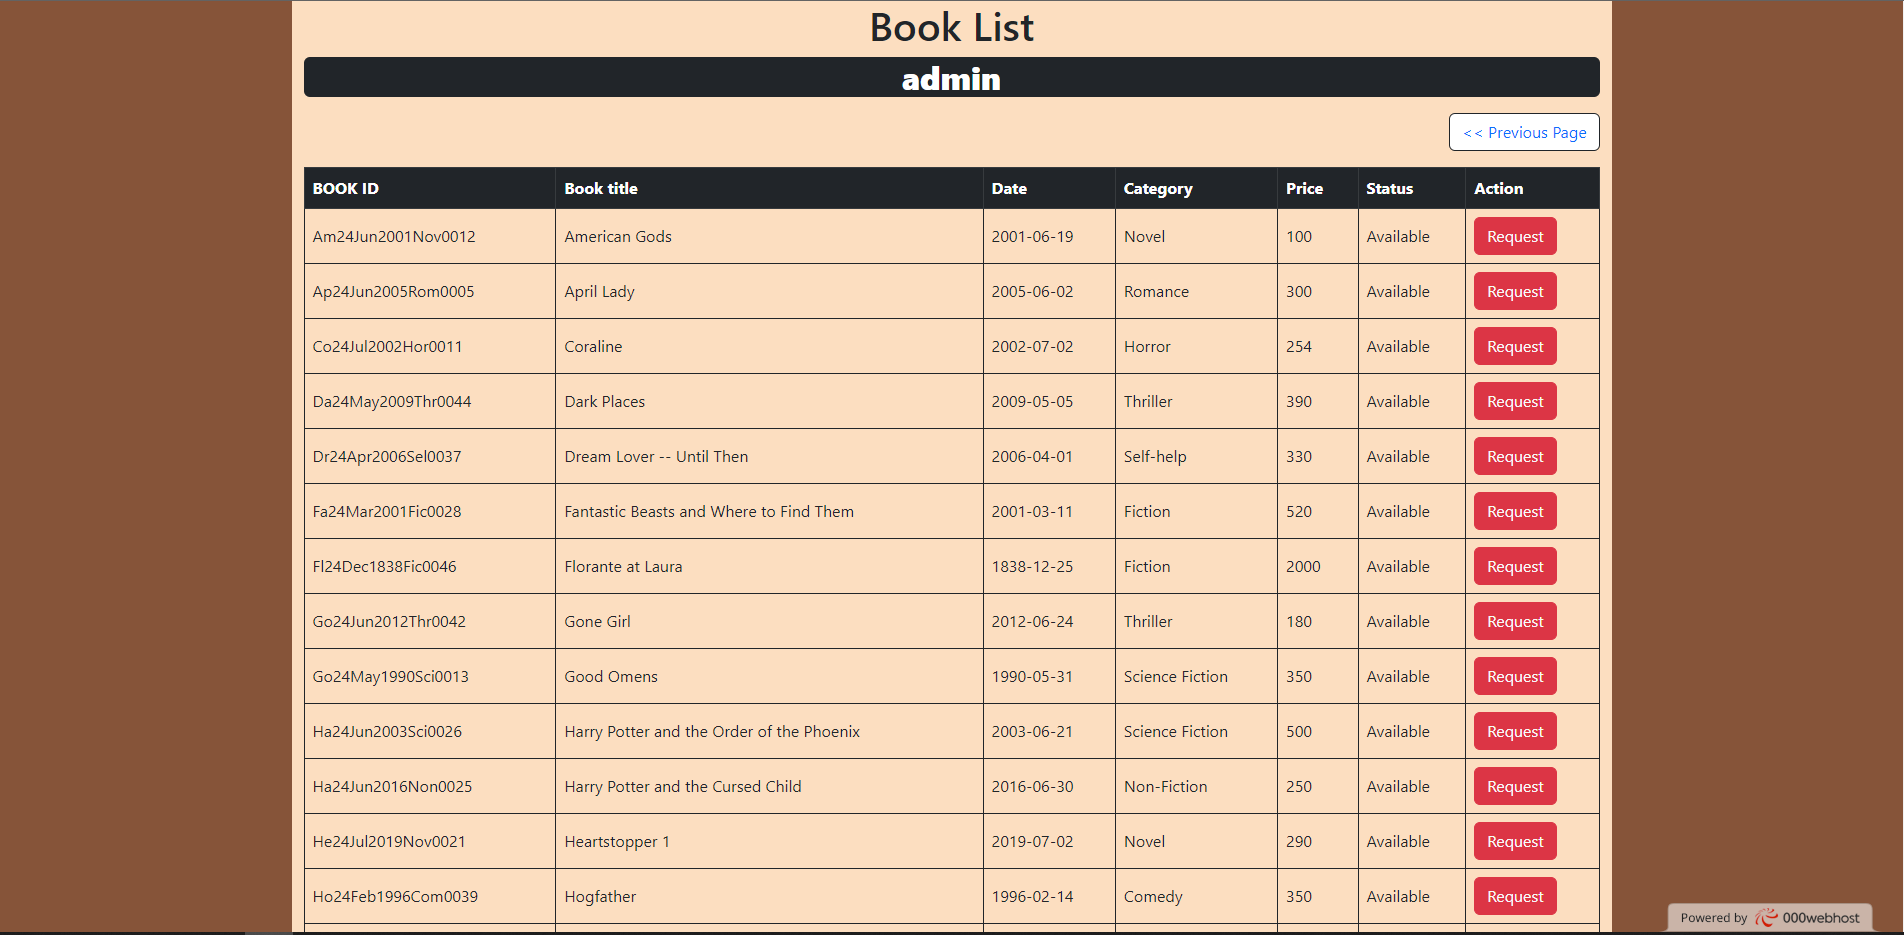 Book List
admin
<< Previous Page
BOOK ID Book title Date Category Price Status Action
Am24Jun2001Nov0012 American Gods 2001-06-19 Novel 100 Available Request
Ap24Jun2005Rom0005 April Lady 2005-06-02 Romance 300 Available Request
Co24Jul2002Hor0011 Coraline 2002-07-02 Horror 254 Available Request
Da24May2009Thr0044 Dark Places 2009-05-05 Thriller 390 Available Request
Dr24Apr2006Sel0037 Dream Lover -- Until Then 2006-04-01 Self-help 330 Available Request
Fa24Mar2001Fic0028 Fantastic Beasts and Where to Find Them 2001-03-11 Fiction 520 Available Request
Fl24Dec1838Fic0046 Florante at Laura 1838-12-25 Fiction 2000 Available Request
Go24Jun2012Thr0042 Gone Girl 2012-06-24 Thriller 180 Available Request
Go24May1990Sci0013 Good Omens 1990-05-31 Science Fiction 350 Available Request
Ha24Jun2003Sci0026 Harry Potter and the Order of the Phoenix 2003-06-21 Science Fiction 500 Available Request
Ha24Jun2016Non0025 Harry Potter and the Cursed Child 2016-06-30 Non-Fiction 250 Available Request
He24Jul2019Nov0021 Heartstopper 1 2019-07-02 Novel 290 Available Request
Ho24Feb1996Com0039 Hogfather 1996-02-14 Comedy 350 Available Request
Powered by 000webhost